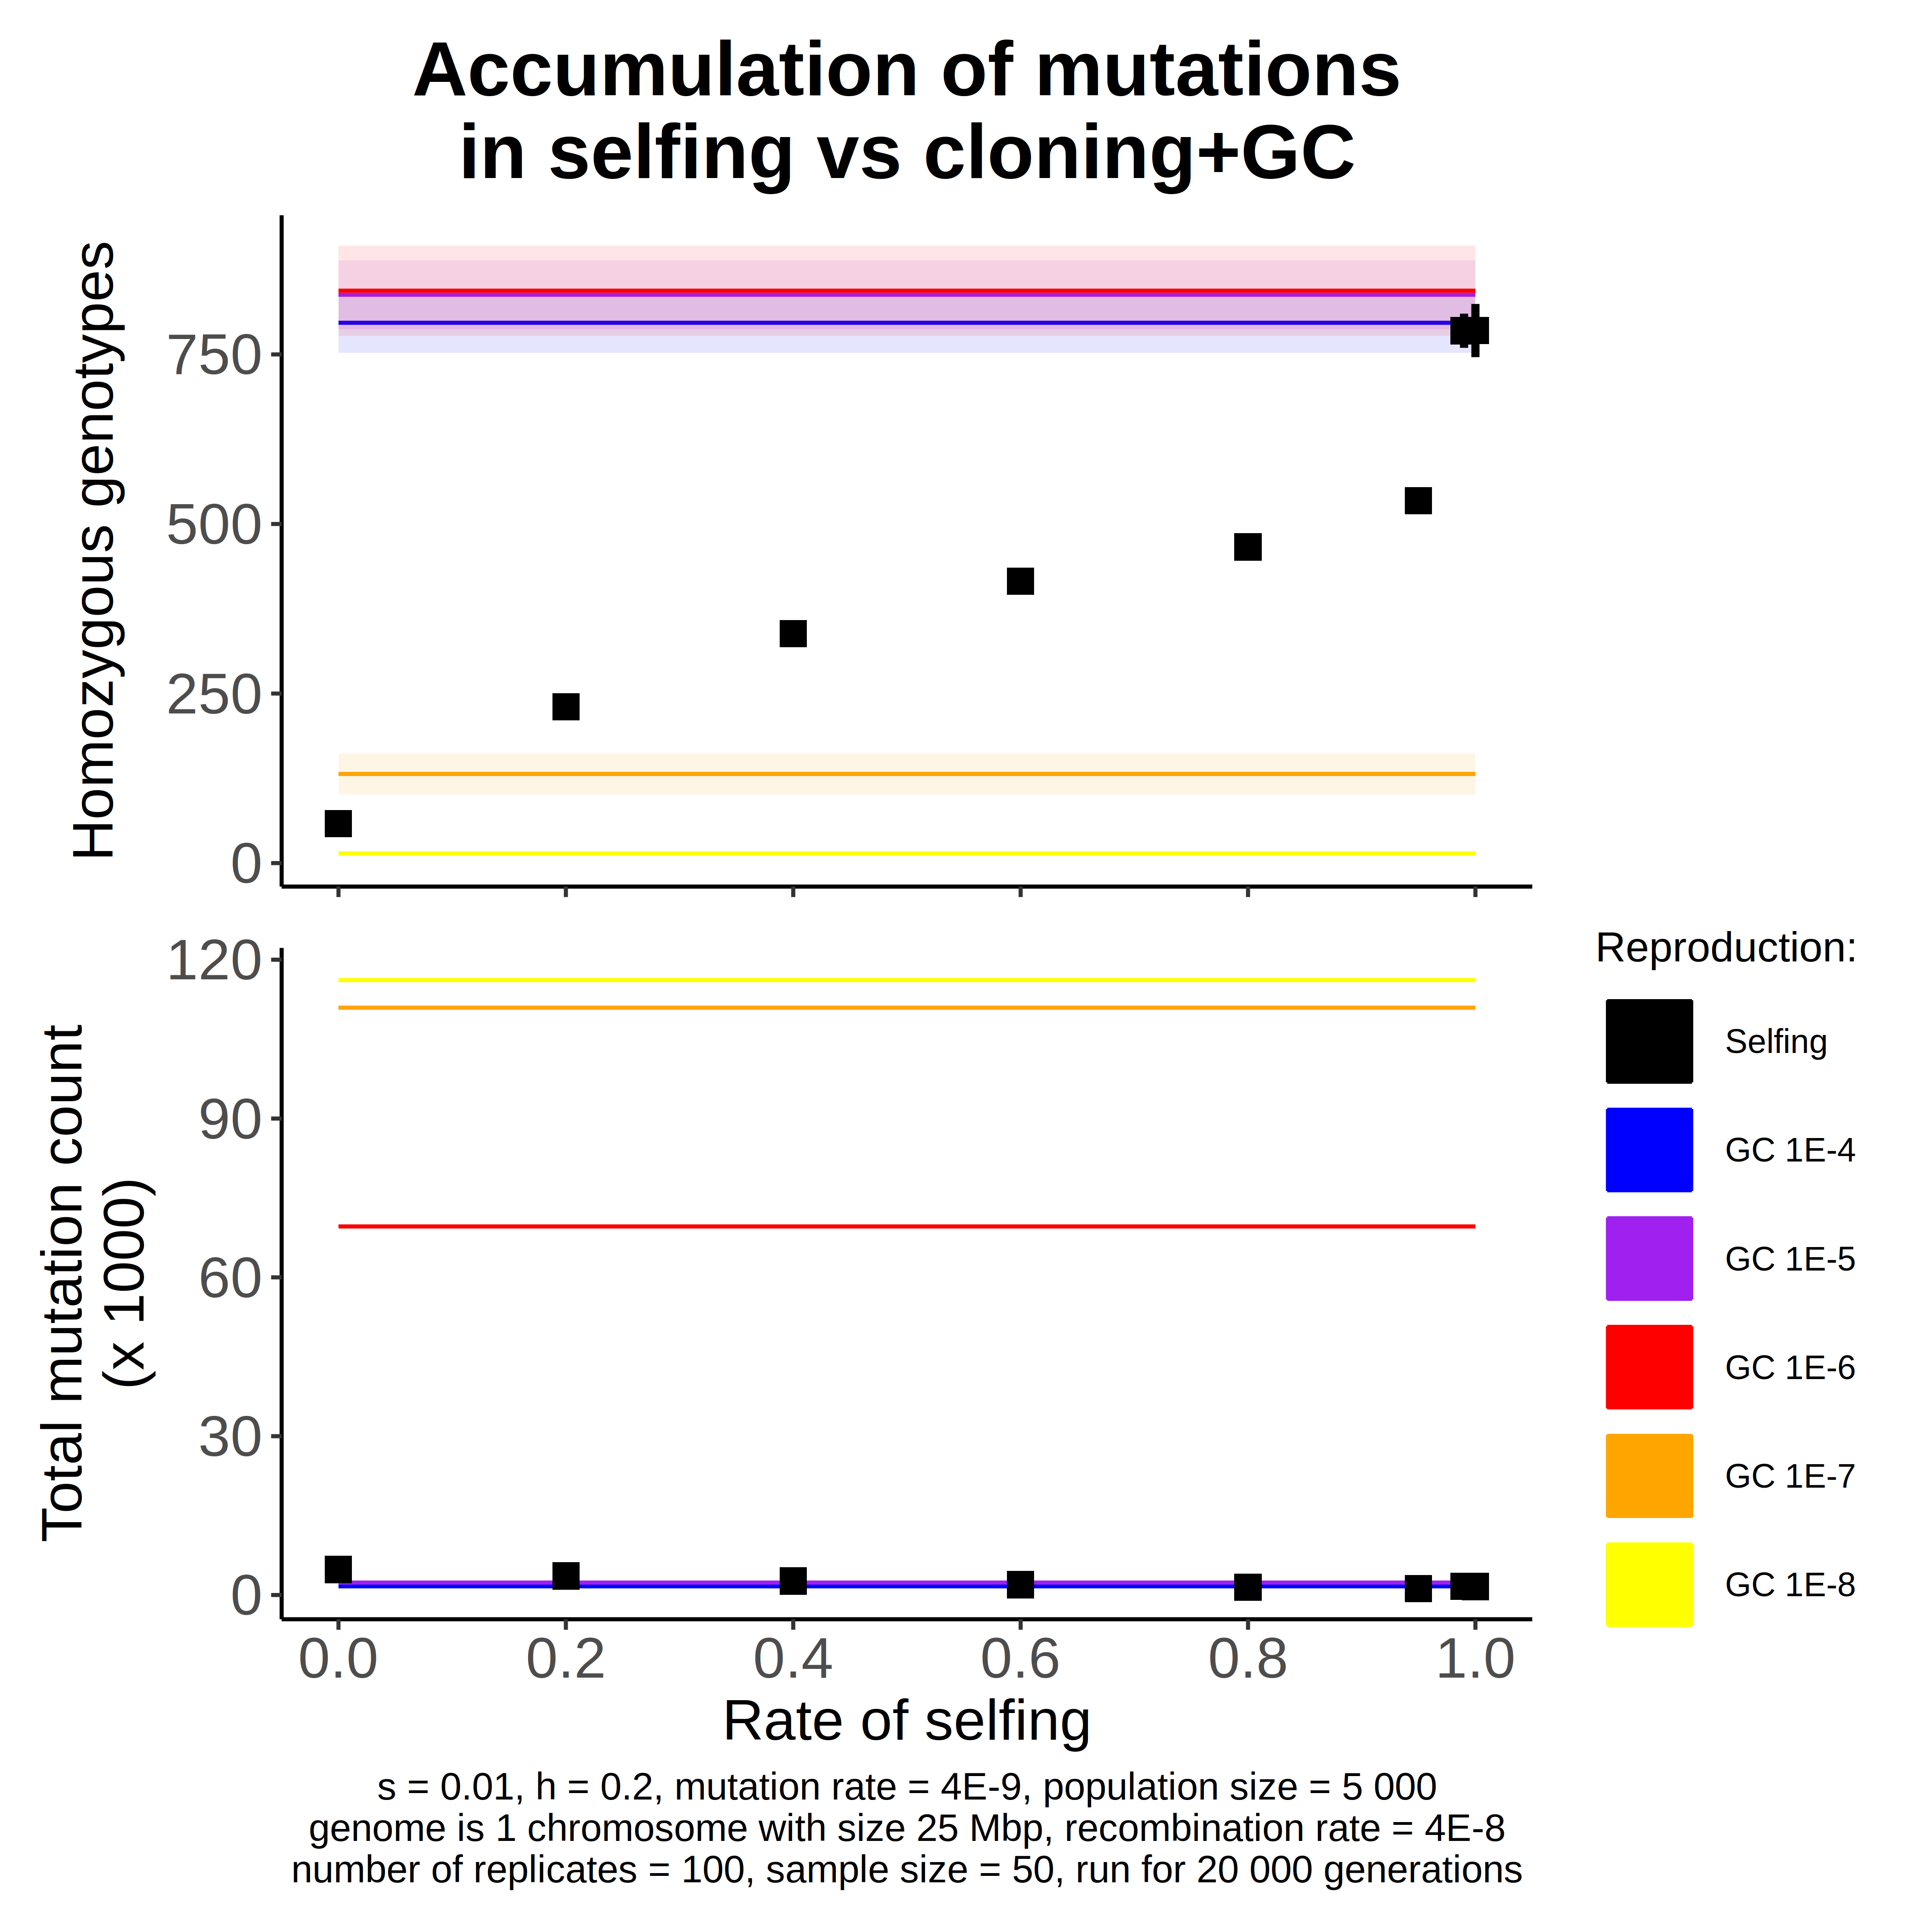 Accumulation of mutations
in selfing vs cloning+GC
Homozygous genotypes
750
500
250
0
Total mutation count
(x 1000)
120
90
60
30
0
0.0 0.2 0.4 0.6 0.8 1.0
Rate of selfing
Reproduction:
Selfing
GC 1E-4
GC 1E-5
GC 1E-6
GC 1E-7
GC 1E-8
s = 0.01, h = 0.2, mutation rate = 4E-9, population size = 5 000
genome is 1 chromosome with size 25 Mbp, recombination rate = 4E-8
number of replicates = 100, sample size = 50, run for 20 000 generations